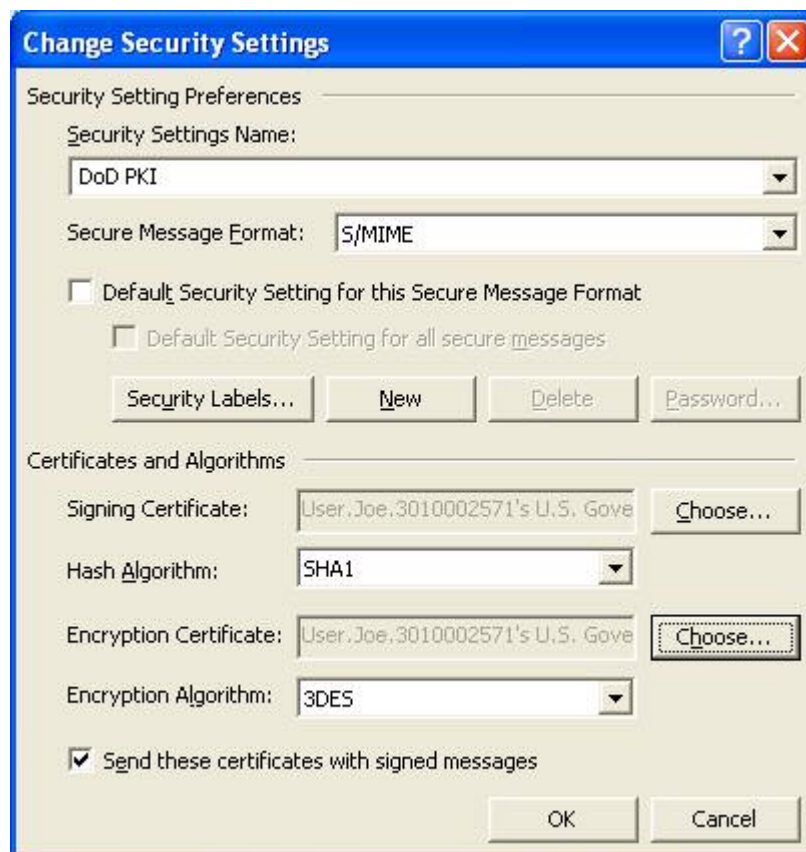 Change Security Settings
Security Setting Preferences
Security Settings Name:
DoD PKI
Secure Message Format: S/MIME
Default Security Setting for this Secure Message Format
Default Security Setting for all secure messages
Security Labels... New Delete Password...
Certificates and Algorithms
Signing Certificate: User.Joe.3010002571's U.S. Gove Choose...
Hash Algorithm: SHA1
Encryption Certificate: User.Joe.3010002571's U.S. Gove Choose...
Encryption Algorithm: 3DES
Send these certificates with signed messages
OK Cancel